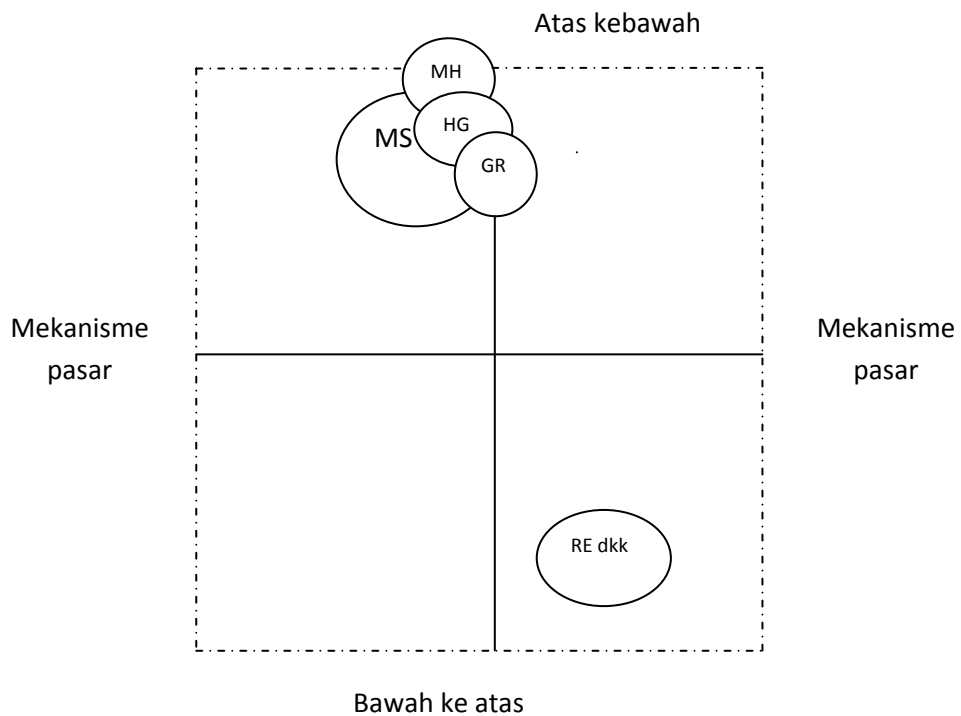 Atas kebawah
MH
HG
MS
GR
Mekanisme
pasar
Mekanisme
pasar
RE dkk
Bawah ke atas